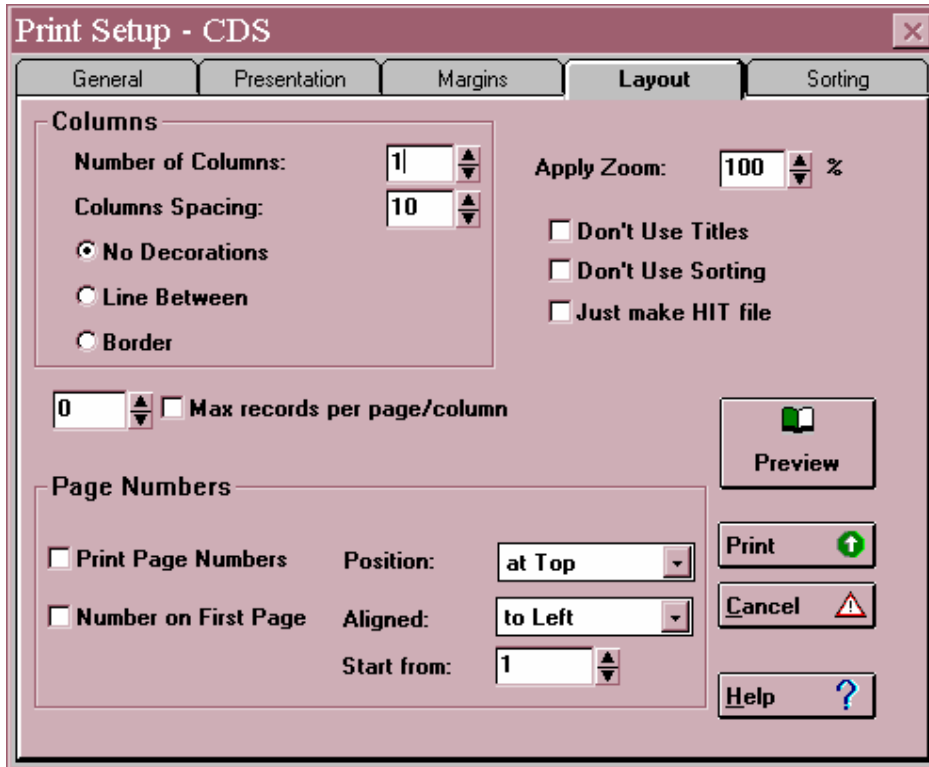 Print Setup - CDS
General Presentation Margins Layout Sorting
Columns
Number of Columns: 1
Columns Spacing: 10
No Decorations
Line Between
Border
Apply Zoom: 100 %
Don't Use Titles
Don't Use Sorting
Just make HIT file
0 Max records per page/column
Preview
Page Numbers
Print Page Numbers Position: at Top
Number on First Page Aligned: to Left
Start from: 1
Print
Cancel
Help ?